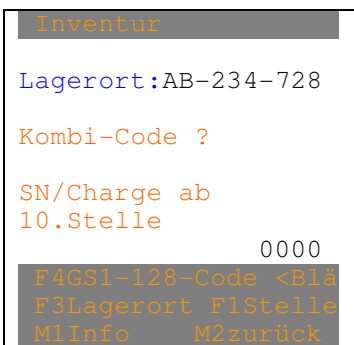 Inventur
Lagerort:AB-234-728
Kombi-Code ?
SN/Charge ab
10.Stelle
0000
F4GS1-128-Code <Blä
F3Lagerort F1Stelle
M1Info M2zurück